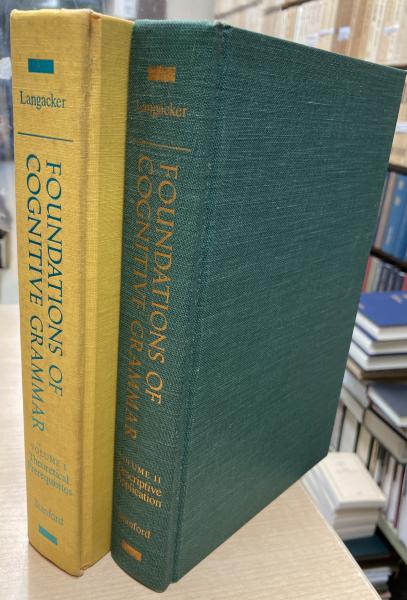 Langacker
FOUNDATIONS OF
COGNITIVE GRAMMAR
VOLUME I
Theoretical
Prerequisites
Stanford
Langacker
FOUNDATIONS OF
COGNITIVE GRAMMAR
VOLUME II
Descriptive
Application
Stanford